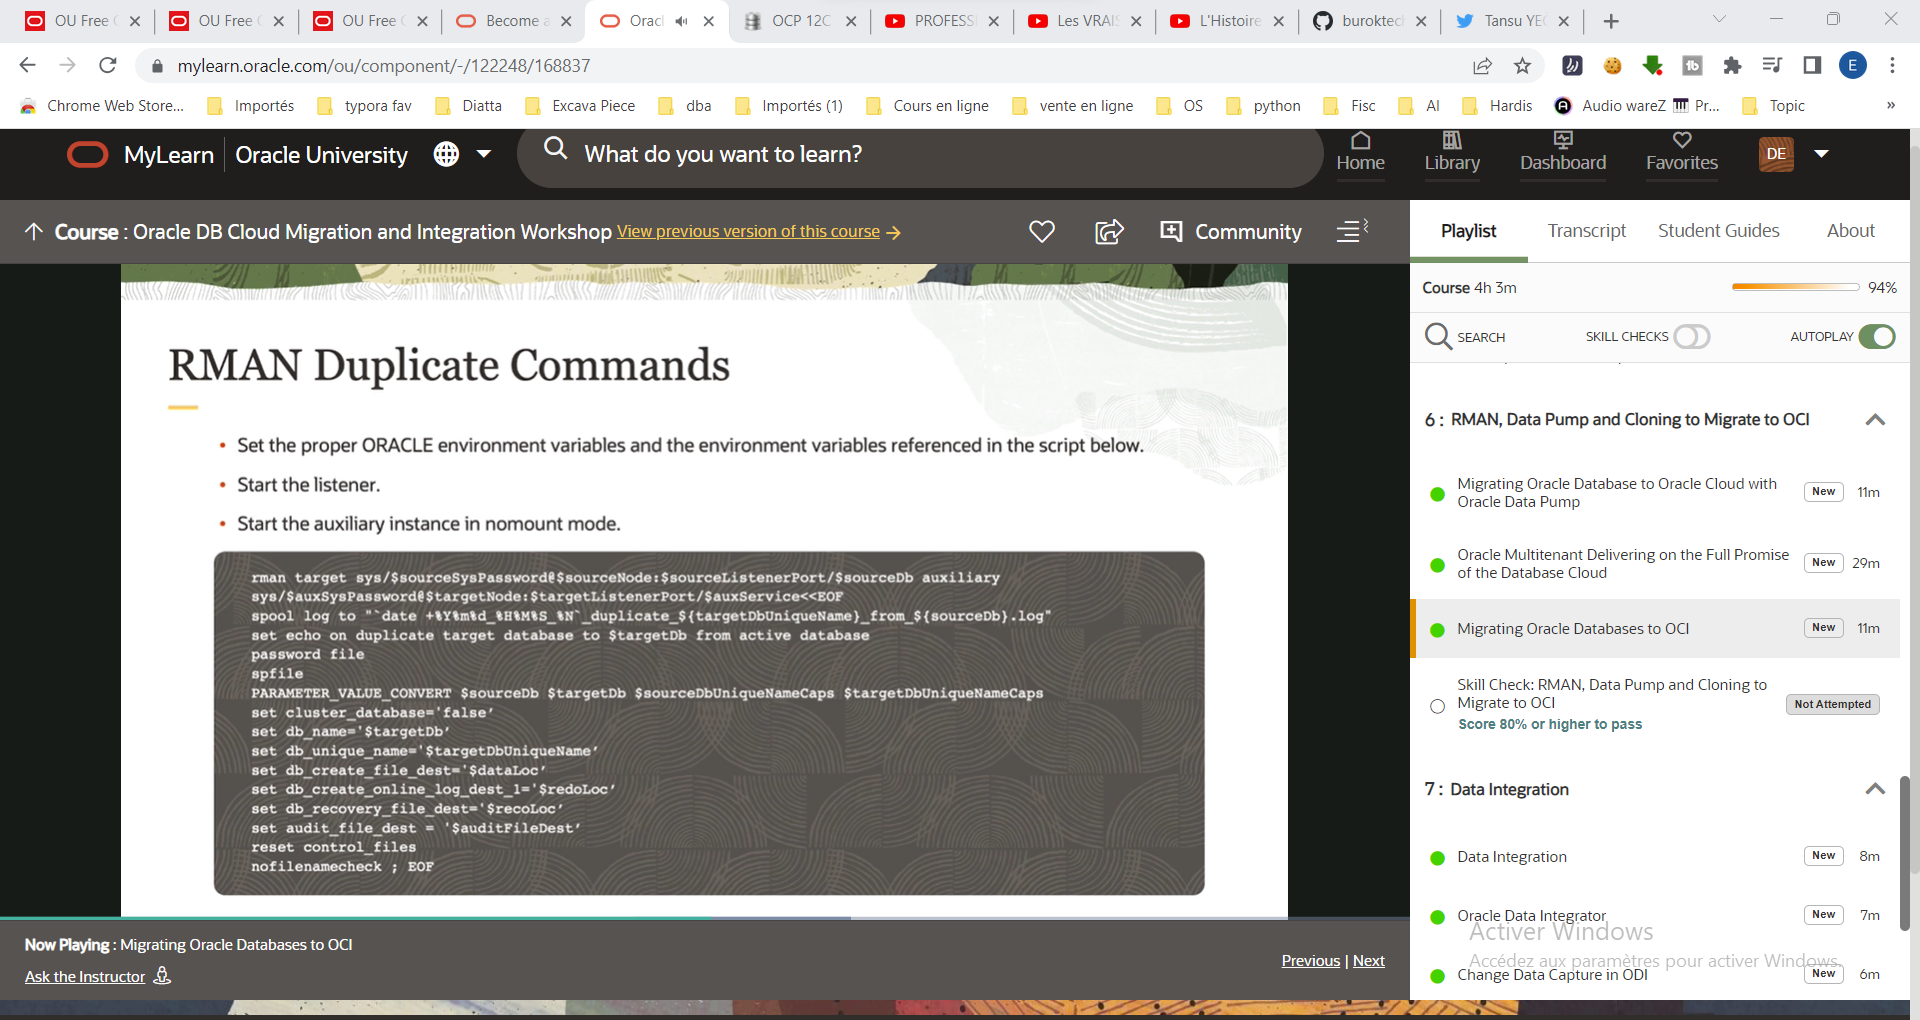 OU Free
OU Free
OU Free
Become a
Oracl
OCP 12C
PROFESS
Les VRAI
L'Histoire
buroktec
Tansu YE
mylearn.oracle.com/ou/component/-/122248/168837
E
Chrome Web Store...
Importés
typora fav
Diatta
Excava Piece
dba
Importés (1)
Cours en ligne
vente en ligne
OS
python
Fisc
AI
Hardis
Audio wareZ
Pr...
Topic
»
MyLearn
Oracle University
What do you want to learn?
Home
Library
Dashboard
Favorites
DE
Course : Oracle DB Cloud Migration and Integration Workshop View previous version of this course →
Community
Playlist
Transcript
Student Guides
About
Course 4h 3m
94%
SEARCH
SKILL CHECKS
AUTOPLAY
RMAN Duplicate Commands
• Set the proper ORACLE environment variables and the environment variables referenced in the script below.
• Start the listener.
• Start the auxiliary instance in nomount mode.
rman target sys/$sourceSysPassword@$sourceNode:$sourceListenerPort/$sourceDb auxiliary
sys/$auxSysPassword@$targetNode:$targetListenerPort/$auxService<<EOF
spool log to "`date +%Y%m%d_%H%M%S_%N`_duplicate_${targetDbUniqueName}_from_${sourceDb}.log"
set echo on duplicate target database to $targetDb from active database
password file
spfile
PARAMETER_VALUE_CONVERT $sourceDb $targetDb $sourceDbUniqueNameCaps $targetDbUniqueNameCaps
set cluster_database='false’
set db_name='$targetDb’
set db_unique_name='$targetDbUniqueName’
set db_create_file_dest='$dataLoc’
set db_create_online_log_dest_1='$redoLoc’
set db_recovery_file_dest='$recoLoc’
set audit_file_dest = '$auditFileDest’
reset control_files
nofilenamecheck ; EOF
6 : RMAN, Data Pump and Cloning to Migrate to OCI
Migrating Oracle Database to Oracle Cloud with
Oracle Data Pump
New
11m
Oracle Multitenant Delivering on the Full Promise
of the Database Cloud
New
29m
Migrating Oracle Databases to OCI
New
11m
Skill Check: RMAN, Data Pump and Cloning to
Migrate to OCI
Score 80% or higher to pass
Not Attempted
7 : Data Integration
Data Integration
New
8m
Oracle Data Integrator
New
7m
Change Data Capture in ODI
New
6m
Activer Windows
Accédez aux paramètres pour activer Windows.
Now Playing : Migrating Oracle Databases to OCI
Ask the Instructor
Previous | Next